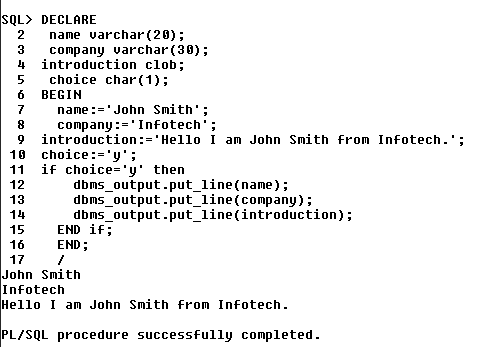 SQL> DECLARE
  2   name varchar(20);
  3   company varchar(30);
  4  introduction clob;
  5   choice char(1);
  6  BEGIN
  7    name:='John Smith';
  8    company:='Infotech';
  9  introduction:='Hello I am John Smith from Infotech.';
 10  choice:='y';
 11  if choice='y' then
 12      dbms_output.put_line(name);
 13      dbms_output.put_line(company);
 14      dbms_output.put_line(introduction);
 15    END if;
 16    END;
 17    /
John Smith
Infotech
Hello I am John Smith from Infotech.
PL/SQL procedure successfully completed.